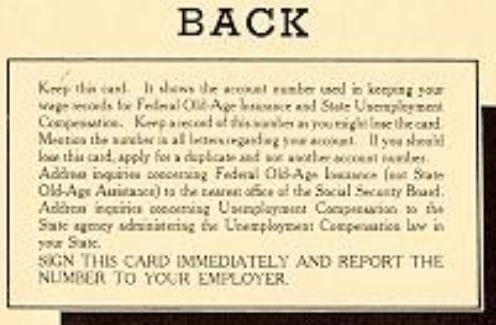 BACK
Keep this card. It shows the account number used in keeping your
wage records for Federal Old-Age Insurance and State Unemployment
Compensation. Keep a record of this number as you might lose the card.
Mention the number in all letters regarding your account. If you should
lose this card, apply for a duplicate and not another account number.
Address inquiries concerning Federal Old-Age Insurance (not State
Old-Age Assistance) to the nearest office of the Social Security Board.
Address inquiries concerning Unemployment Compensation to the
State agency administering the Unemployment Compensation law in
your State.
SIGN THIS CARD IMMEDIATELY AND REPORT THE
NUMBER TO YOUR EMPLOYER.